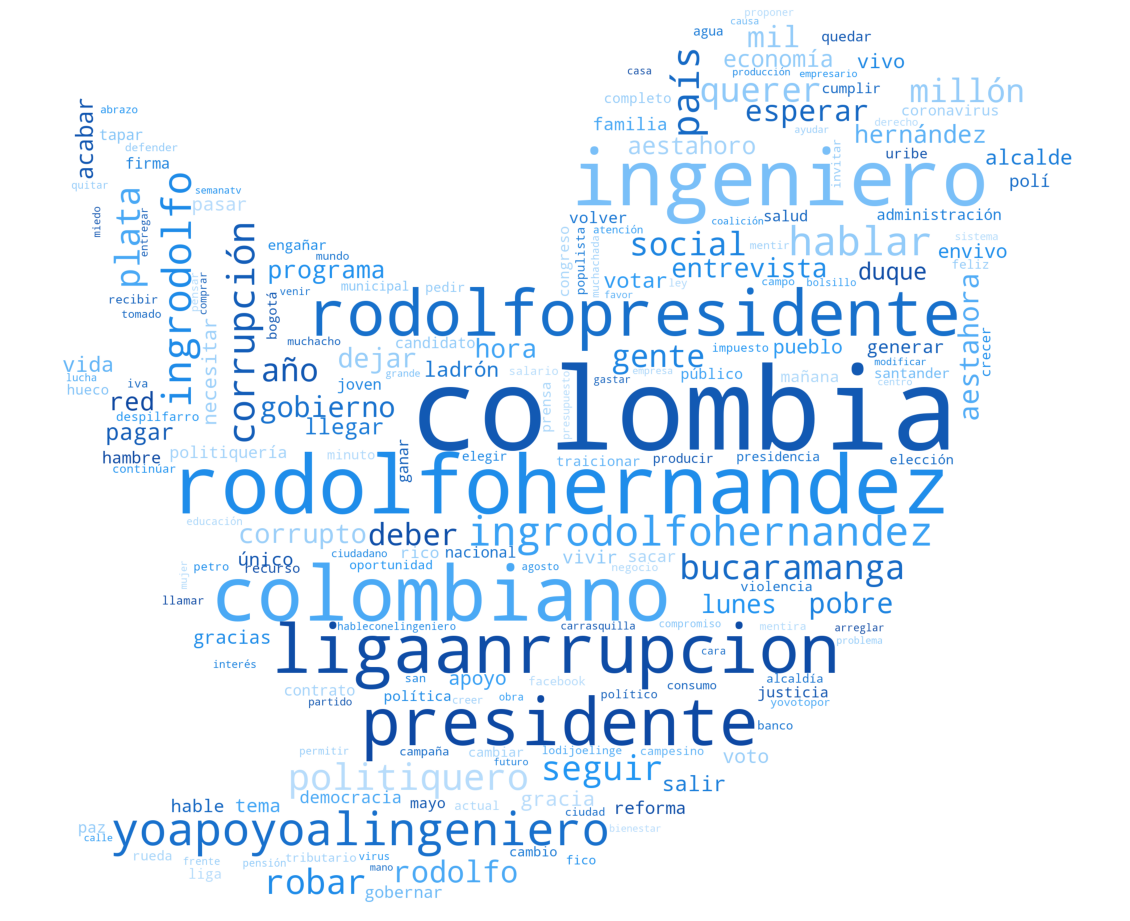 proponer
causa
agua
mil
quedar
economía
vivo
casa
producción
empresario
país
querer
cumplir
millón
completo
esperar
coronavirus
acabar
abrazo
familia
derecho
tapar
aestahoro
ayudar
hernández
defender
firma
invitar
uribe
alcalde
quitar
semanatv
ingeniero
polí
plata
ingrodolfo
pasar
miedo
entregar
volver
coalición
salud
administración
corrupción
engañar
atención
social
mentir
hablar
sistema
mundo
congreso
populista
muchachada
envivo
feliz
programa
votar
ley
entrevista
duque
pensar
comprar
venir
municipal
pedir
campo
bolsillo
recibir
tomado
bogotá
favor
rodolfopresidente
aestahora
necesitar
muchacho
candidato
hora
gente
impuesto
pueblo
generar
crecer
vida
dejar
modificar
lucha
año
grande
ladrón
salario
empresa
público
mañana
santander
hueco
iva
joven
gastar
centro
red
despilfarro
gobierno
prensa
presupuesto
colombia
pagar
llegar
politiquería
hambre
minuto
ganar
elegir
traicionar
producir
presidencia
elección
continuar
rodolfohernandez
educación
corrupto
deber
ingrodolfohernandez
único
ciudadano
rico
nacional
vivir
sacar
mujer
petro
recurso
oportunidad
agosto
negocio
bucaramanga
violencia
llamar
colombiano
lunes
pobre
gracias
hableconelingeniero
carrasquilla
compromiso
mentira
arreglar
ligaanrrupcion
problema
interés
cara
san
apoyo
facebook
consumo
alcaldía
contrato
política
creer
obra
político
justicia
partido
yovotopor
presidente
banco
permitir
campaña
cambiar
lodijoelinge
campesino
voto
futuro
politiquero
seguir
salir
democracia
hable
tema
mayo
actual
gracia
ciudad
reforma
paz
calle
yoapoyoalingeniero
bienestar
rueda
frente
liga
pensión
tributario
virus
mano
cambio
fico
robar
rodolfo
gobernar